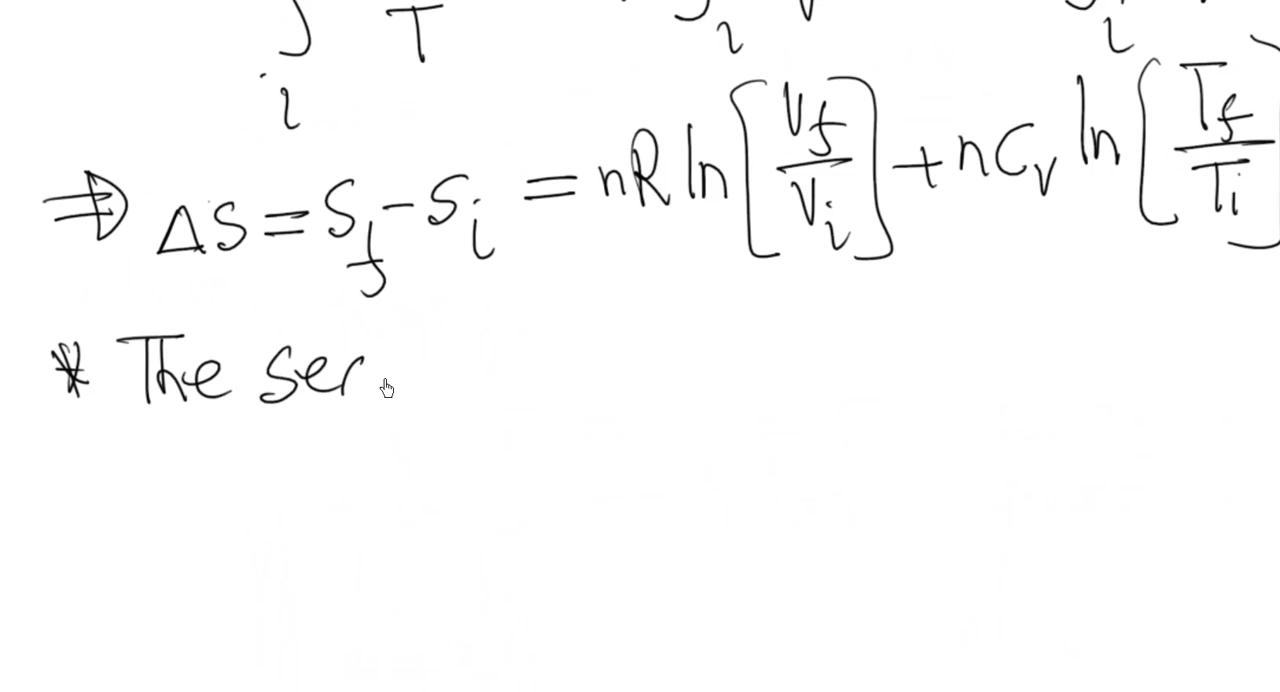 ∫ᵢ T ∫ᵢ V ∫ᵢ
⇒ ΔS = S_f - S_i = nR ln [V_f / V_i] + nC_v ln [T_f / T_i]
* The ser